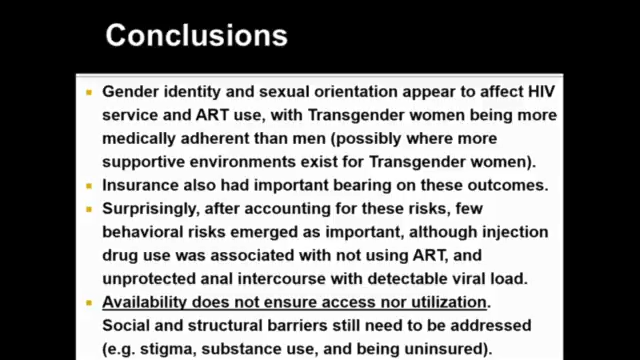 Conclusions
Gender identity and sexual orientation appear to affect HIV
service and ART use, with Transgender women being more
medically adherent than men (possibly where more
supportive environments exist for Transgender women).
Insurance also had important bearing on these outcomes.
Surprisingly, after accounting for these risks, few
behavioral risks emerged as important, although injection
drug use was associated with not using ART, and
unprotected anal intercourse with detectable viral load.
Availability does not ensure access nor utilization.
Social and structural barriers still need to be addressed
(e.g. stigma, substance use, and being uninsured).